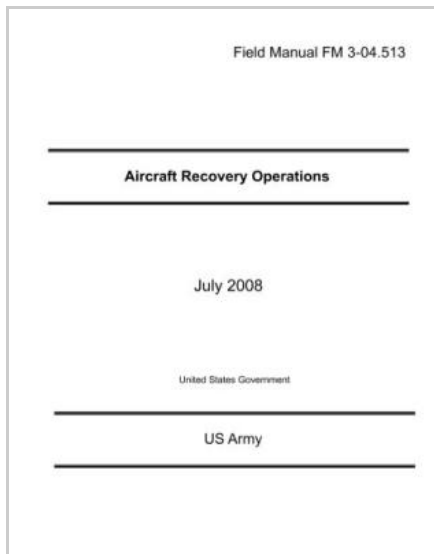 Field Manual FM 3-04.513
Aircraft Recovery Operations
July 2008
United States Government
US Army